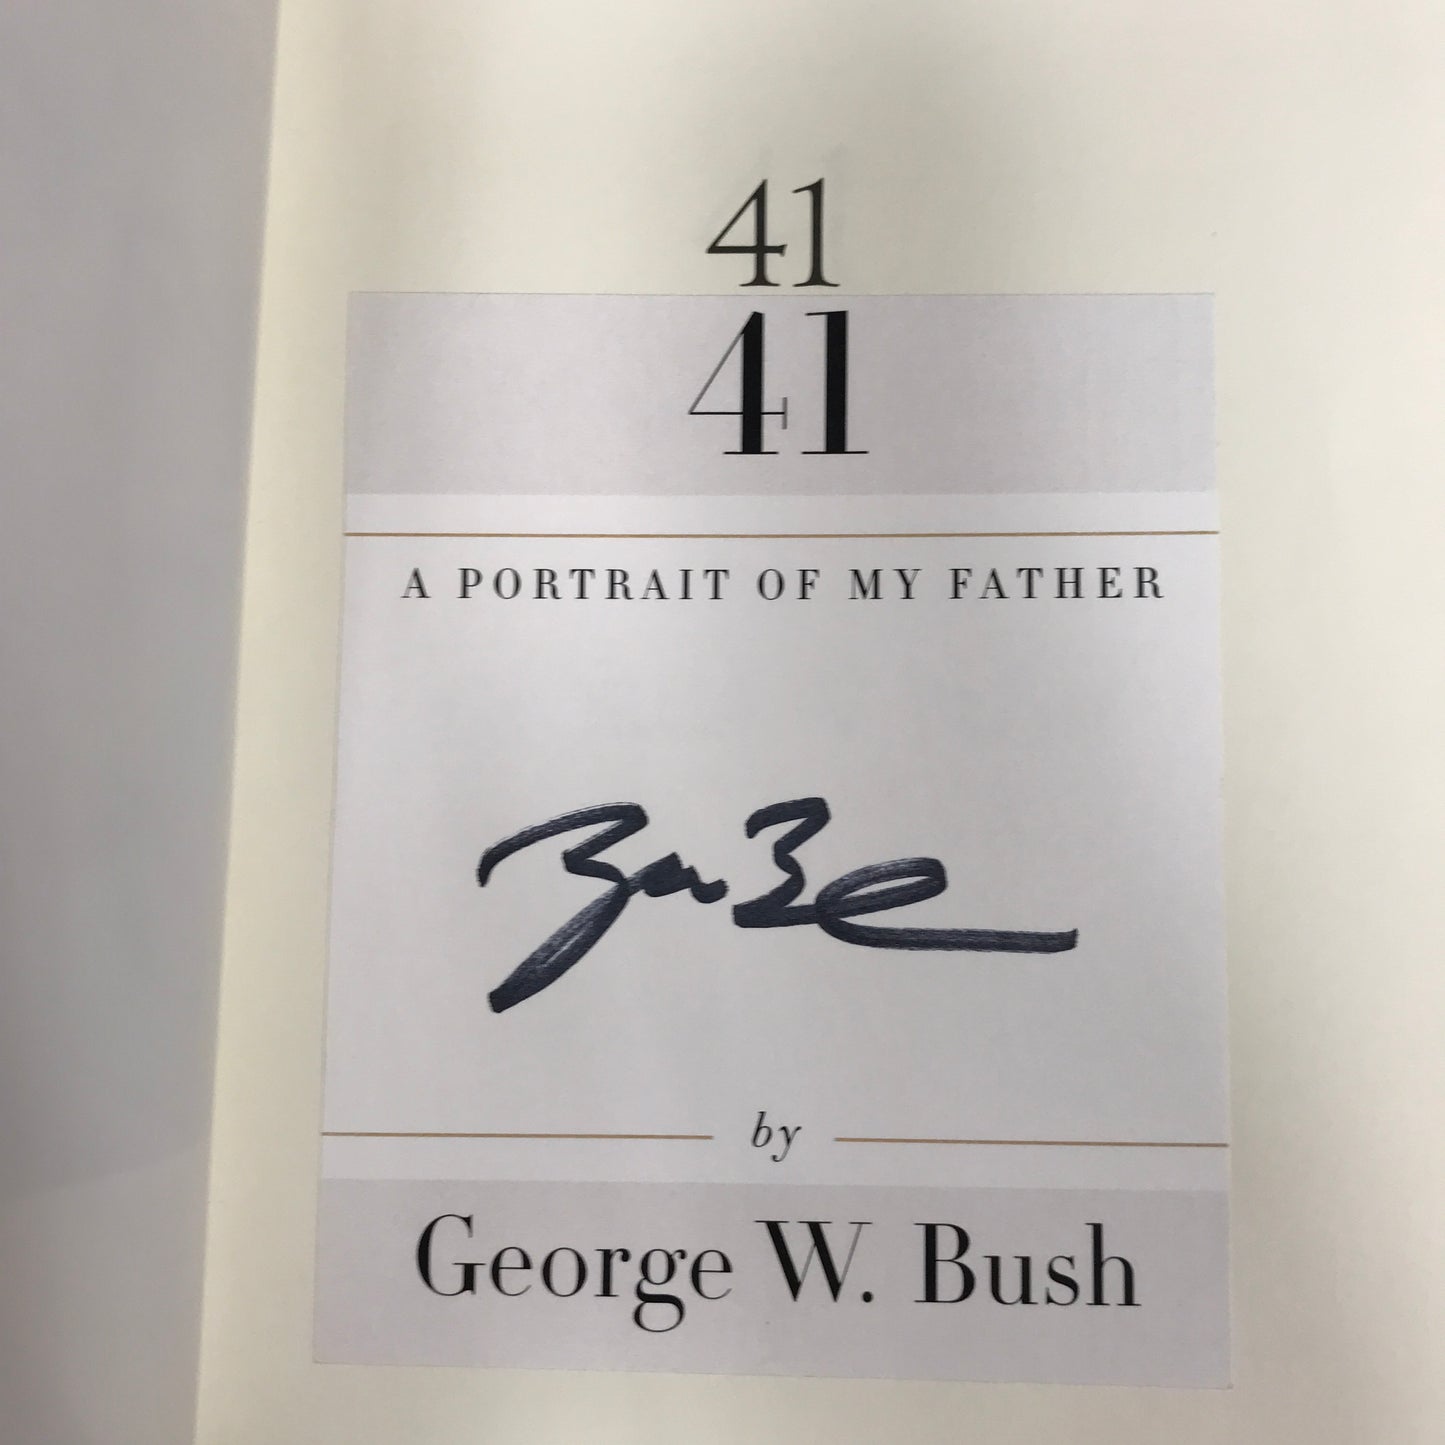 41
41
A PORTRAIT OF MY FATHER
by
George W. Bush